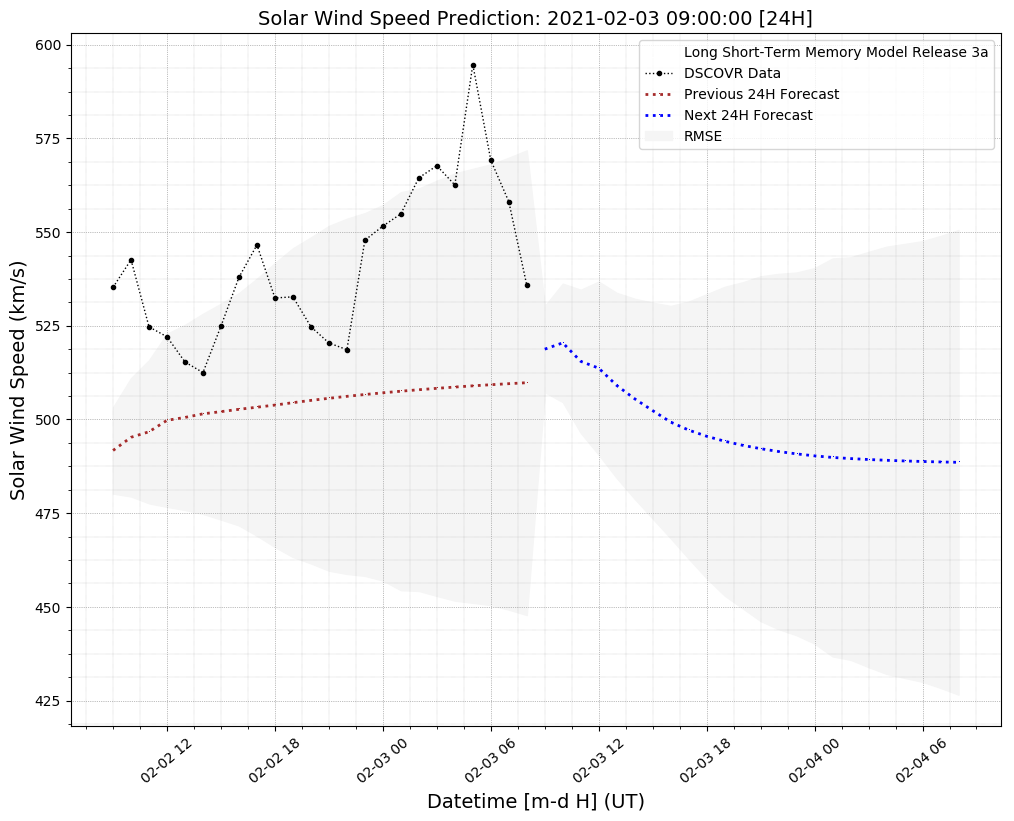 Solar Wind Speed Prediction: 2021-02-03 09:00:00 [24H]
Long Short-Term Memory Model Release 3a
DSCOVR Data
Previous 24H Forecast
Next 24H Forecast
RMSE
Solar Wind Speed (km/s)
600
575
550
525
500
475
450
425
02-02 12
02-02 18
02-03 00
02-03 06
02-03 12
02-03 18
02-04 00
02-04 06
Datetime [m-d H] (UT)